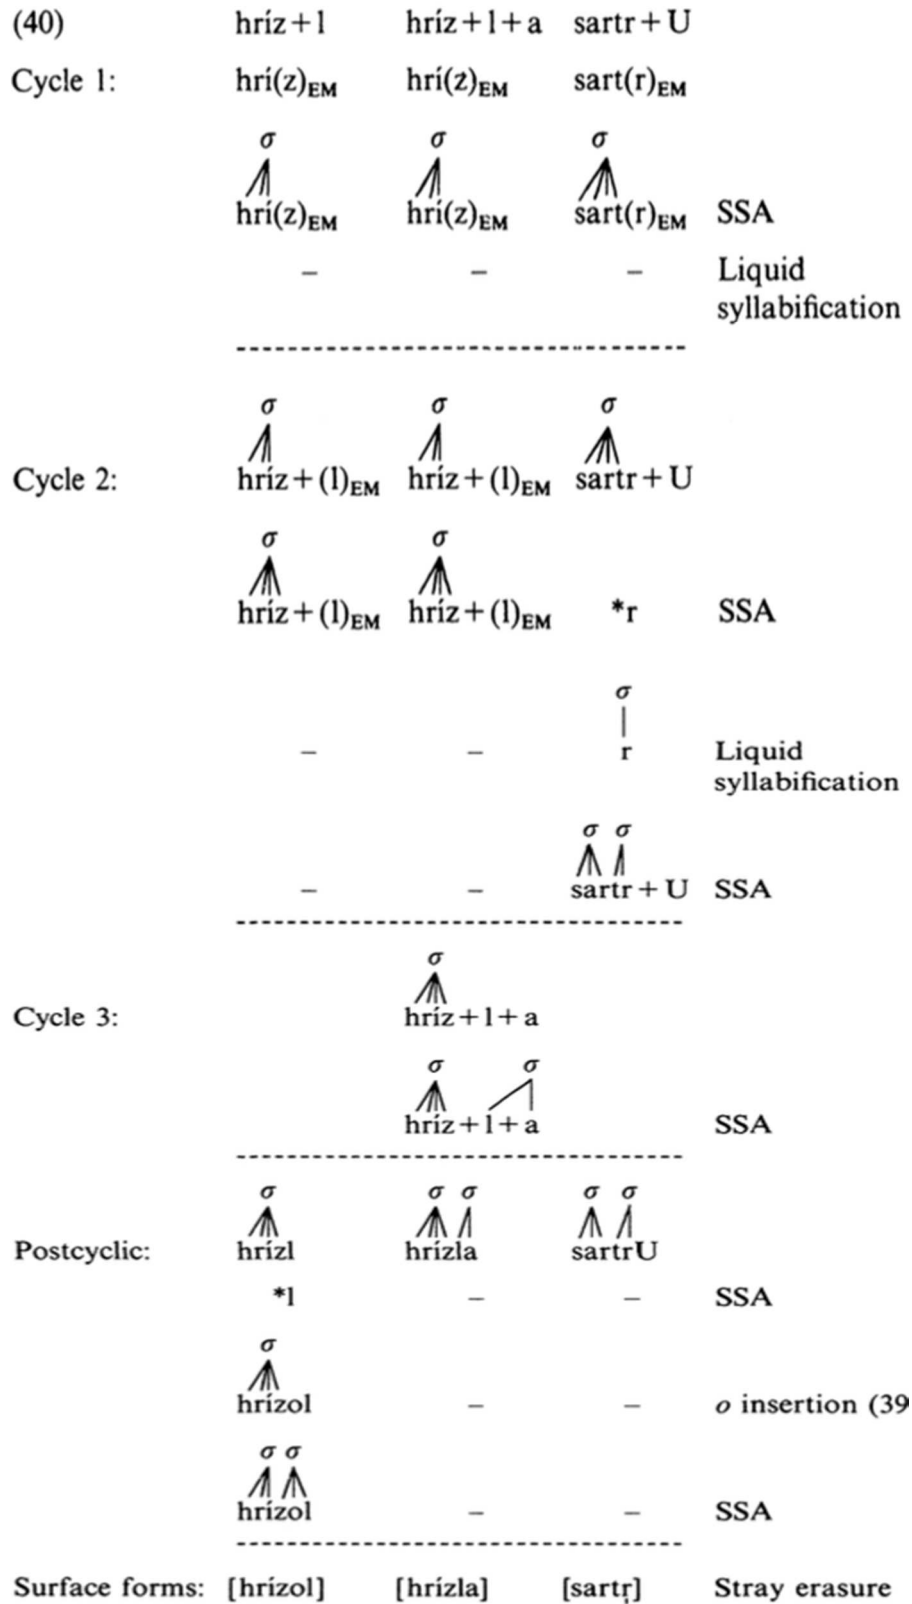 (40) hríz+l hríz+l+a sartr+U
Cycle 1: hrí(z)EM hrí(z)EM sart(r)EM
σ σ σ
hrí(z)EM hrí(z)EM sart(r)EM SSA
– – – Liquid
syllabification
σ σ σ
Cycle 2: hríz+(l)EM hríz+(l)EM sartr+U
σ σ
hríz+(l)EM hríz+(l)EM *r SSA
σ
– – r Liquid
syllabification
σ σ
– – sartr+U SSA
σ
Cycle 3: hríz+l+a
σ σ
hríz+l+a SSA
σ σ σ σ σ
Postcyclic: hrízl hrízla sartrU
*l – – SSA
σ
hrízol – – o insertion (39
σ σ
hrízol – – SSA
Surface forms: [hrízol] [hrízla] [sartr̩] Stray erasure